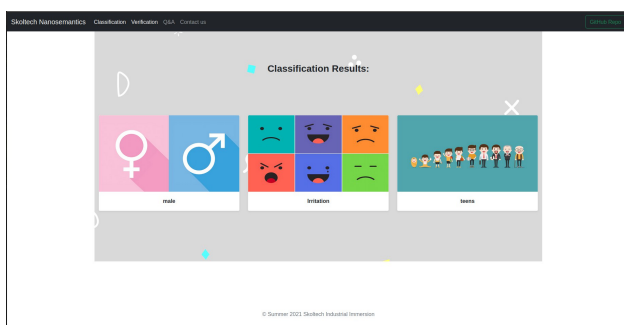 Skoltech Nanosemantics Classification Verification Q&A Contact us GitHub Repo
Classification Results:
male Irritation teens
© Summer 2021 Skoltech Industrial Immersion